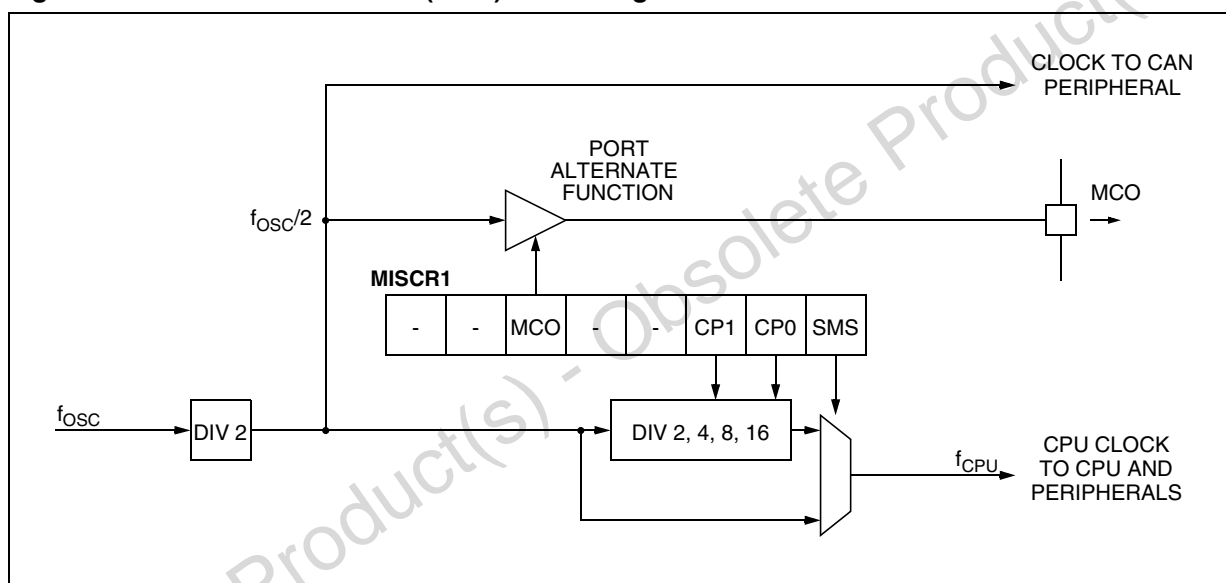 CLOCK TO CAN
PERIPHERAL
PORT
ALTERNATE
FUNCTION
MCO
fOSC/2
MISCR1
- - MCO - - CP1 CP0 SMS
fOSC
DIV 2
DIV 2, 4, 8, 16
fCPU
CPU CLOCK
TO CPU AND
PERIPHERALS
Product(s) - Obsolete Product(